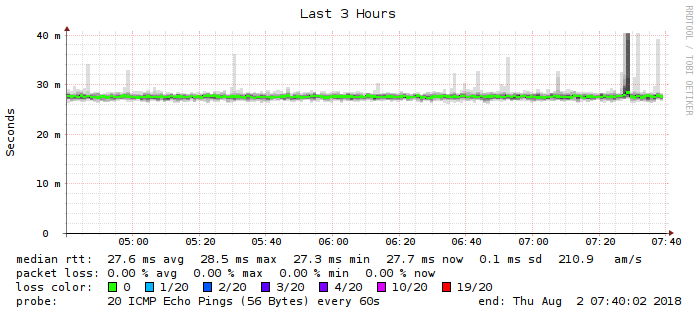 Last 3 Hours
RRDTOOL / TOBI OETIKER
40 m
30 m
20 m
10 m
0
Seconds
05:00 05:20 05:40 06:00 06:20 06:40 07:00 07:20 07:40
median rtt: 27.6 ms avg 28.5 ms max 27.3 ms min 27.7 ms now 0.1 ms sd 210.9 am/s
packet loss: 0.00 % avg 0.00 % max 0.00 % min 0.00 % now
loss color: 0 1/20 2/20 3/20 4/20 10/20 19/20
probe: 20 ICMP Echo Pings (56 Bytes) every 60s end: Thu Aug 2 07:40:02 2018